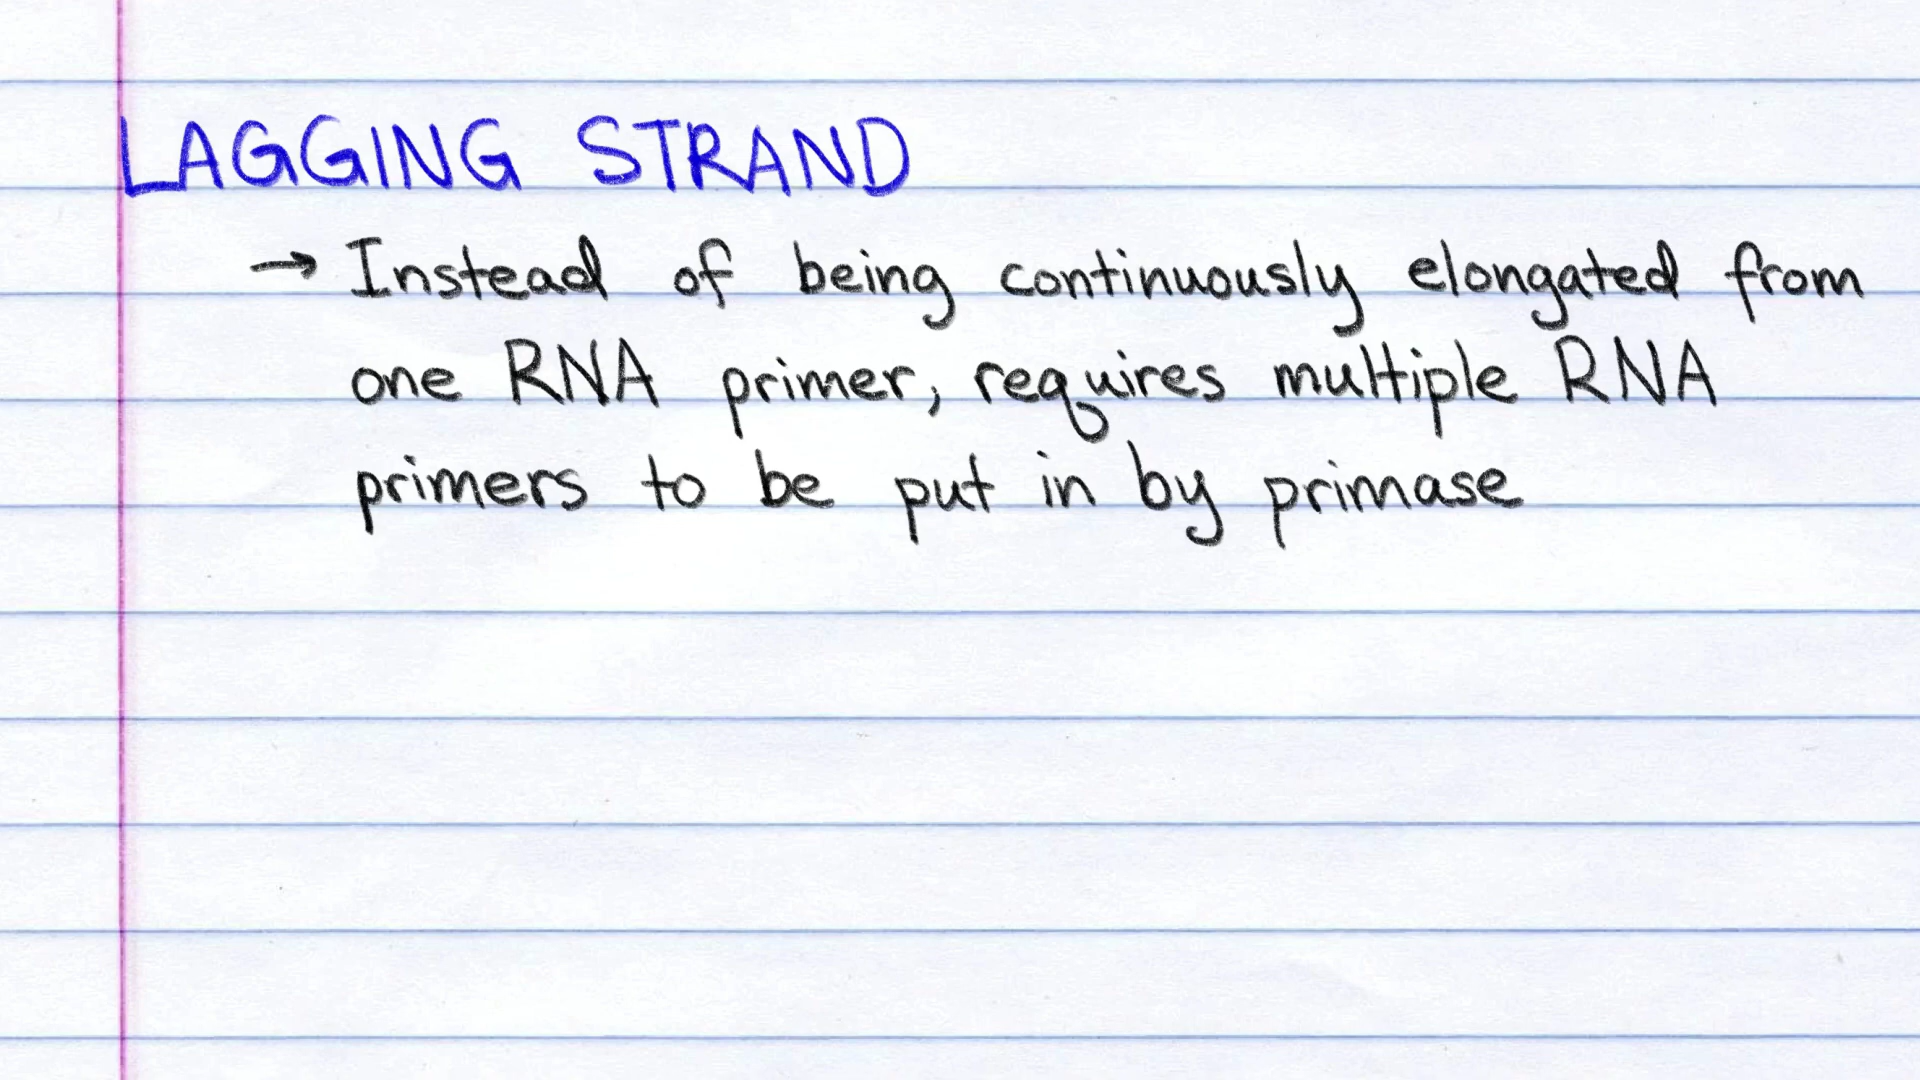 LAGGING STRAND
→ Instead of being continuously elongated from
one RNA primer, requires multiple RNA
primers to be put in by primase